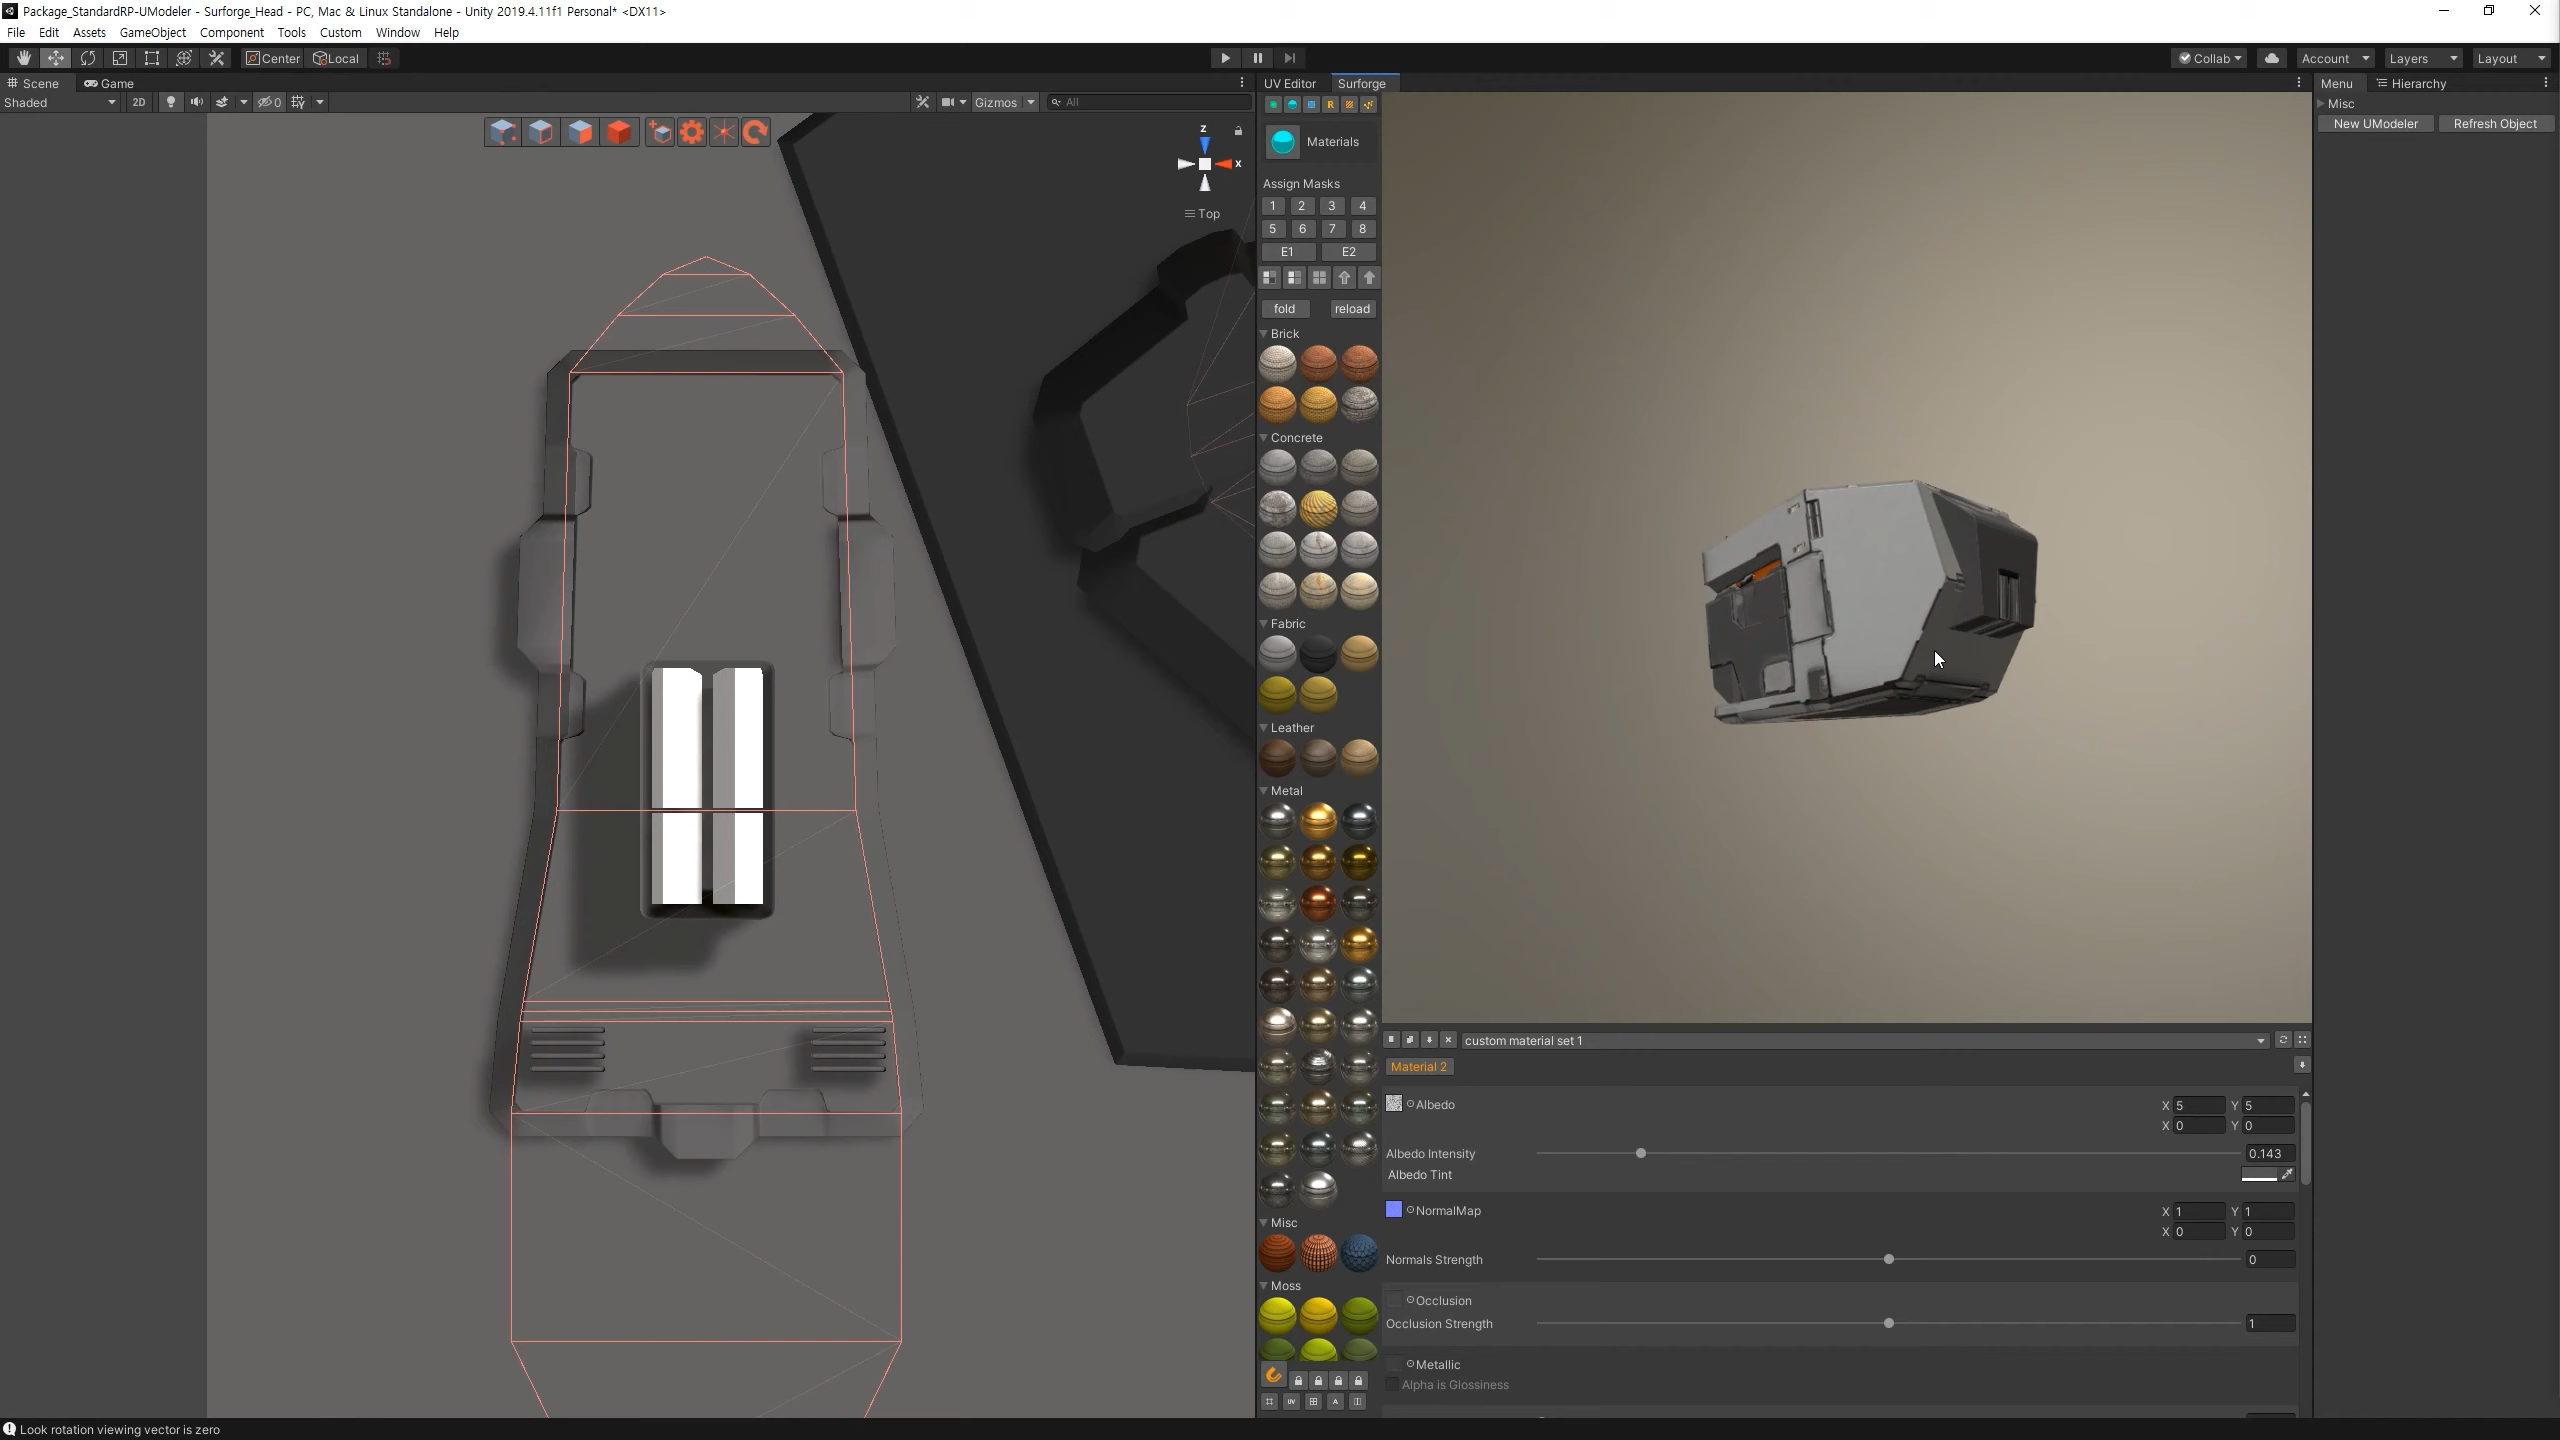 Package_StandardRP-UModeler - Surforge_Head - PC, Mac & Linux Standalone - Unity 2019.4.11f1 Personal* <DX11>
File Edit Assets GameObject Component Tools Custom Window Help
Center Local
Collab Account Layers Layout
Scene Game
UV Editor Surforge
Menu Hierarchy
Shaded 2D 0 Gizmos All
Misc
New UModeler Refresh Object
Materials
z
x
Top
Assign Masks
1 2 3 4
5 6 7 8
E1 E2
fold reload
Brick
Concrete
Fabric
Leather
Metal
Misc
Moss
UV A
custom material set 1
Material 2
Albedo X 5 Y 5
X 0 Y 0
Albedo Intensity 0.143
Albedo Tint
NormalMap X 1 Y 1
X 0 Y 0
Normals Strength 0
Occlusion
Occlusion Strength 1
Metallic
Alpha is Glossiness
Look rotation viewing vector is zero